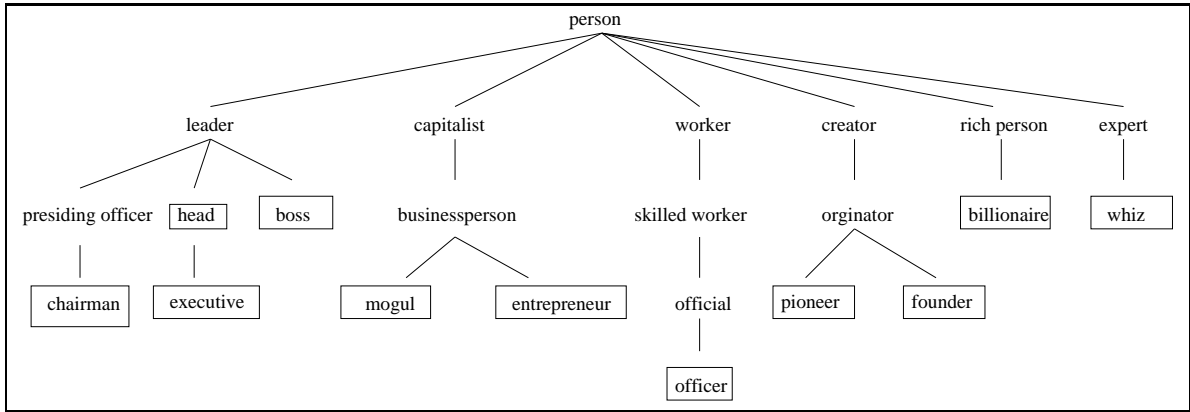 person
leader capitalist worker creator rich person expert
presiding officer head boss businessperson skilled worker orginator billionaire whiz
chairman executive mogul entrepreneur official pioneer founder
officer